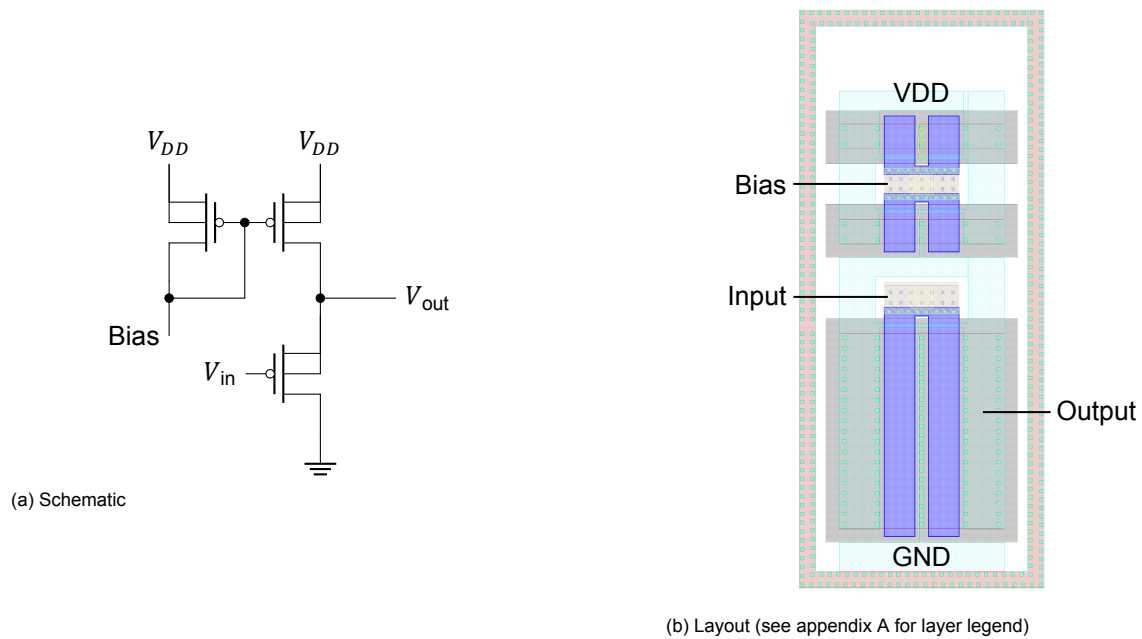 V_DD V_DD
Bias
V_out
V_in
(a) Schematic
VDD
Bias
Input
Output
GND
(b) Layout (see appendix A for layer legend)